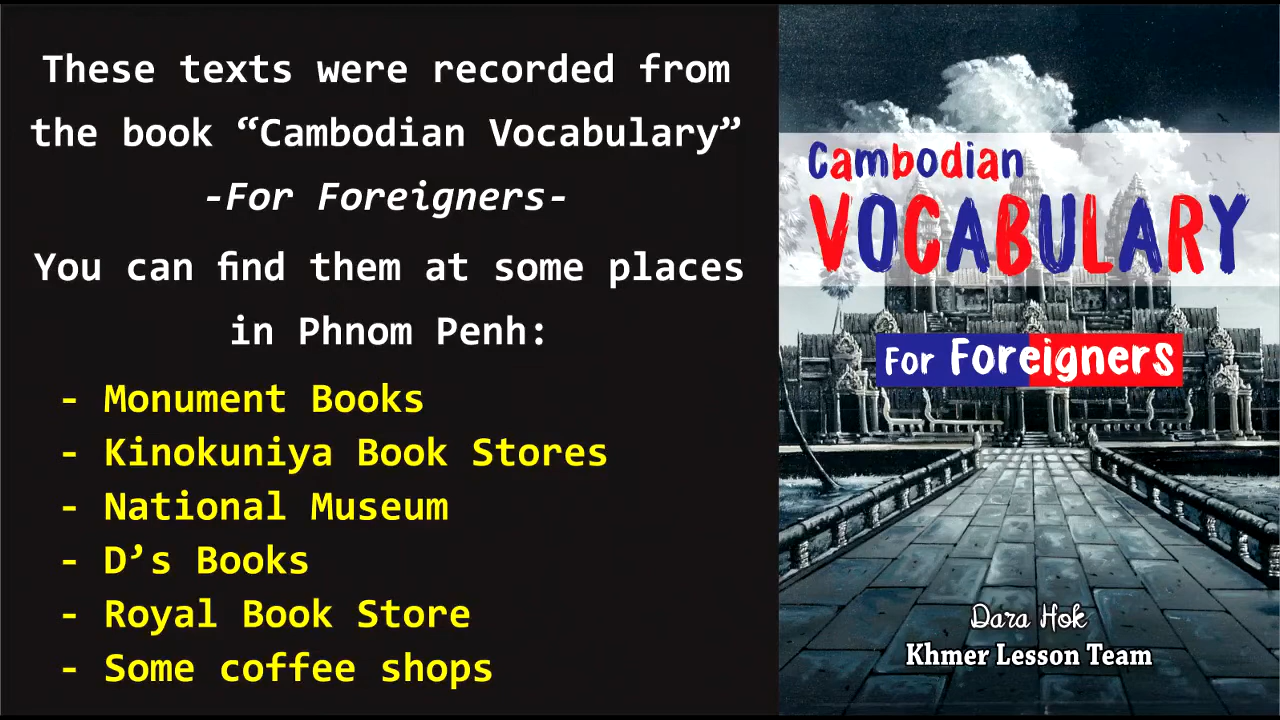 These texts were recorded from
the book “Cambodian Vocabulary”
-For Foreigners-
You can find them at some places
in Phnom Penh:
- Monument Books
- Kinokuniya Book Stores
- National Museum
- D’s Books
- Royal Book Store
- Some coffee shops
Cambodian
VOCABULARY
For Foreigners
Dara Hok
Khmer Lesson Team